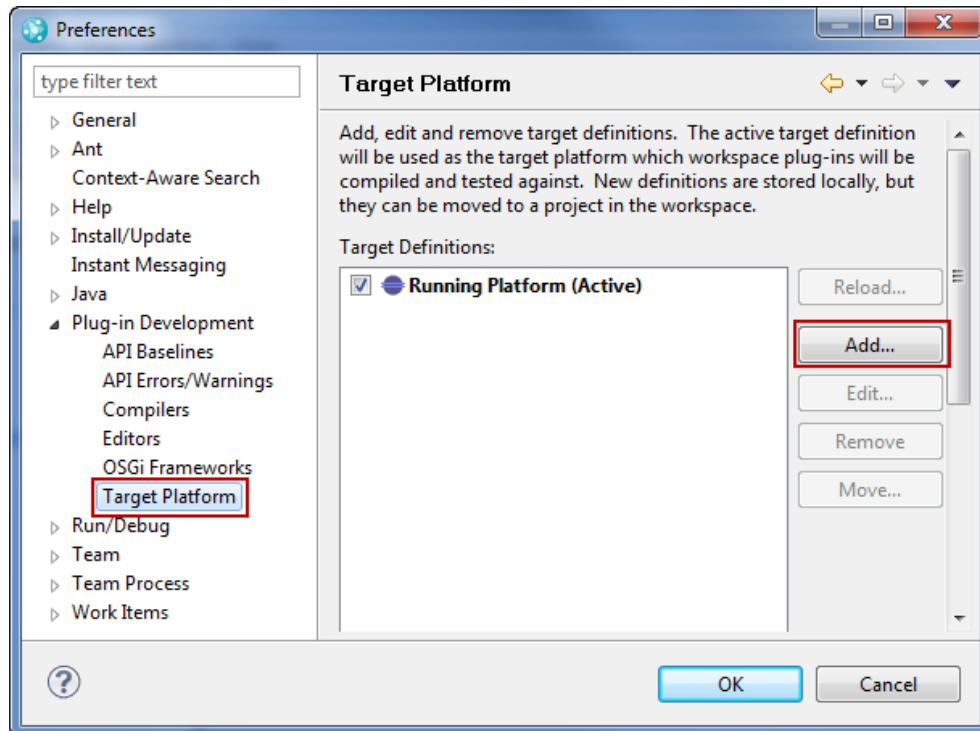 Preferences
type filter text
General
Ant
Context-Aware Search
Help
Install/Update
Instant Messaging
Java
Plug-in Development
API Baselines
API Errors/Warnings
Compilers
Editors
OSGi Frameworks
Target Platform
Run/Debug
Team
Team Process
Work Items
Target Platform
Add, edit and remove target definitions.  The active target definition
will be used as the target platform which workspace plug-ins will be
compiled and tested against.  New definitions are stored locally, but
they can be moved to a project in the workspace.
Target Definitions:
Running Platform (Active)
Reload...
Add...
Edit...
Remove
Move...
OK
Cancel